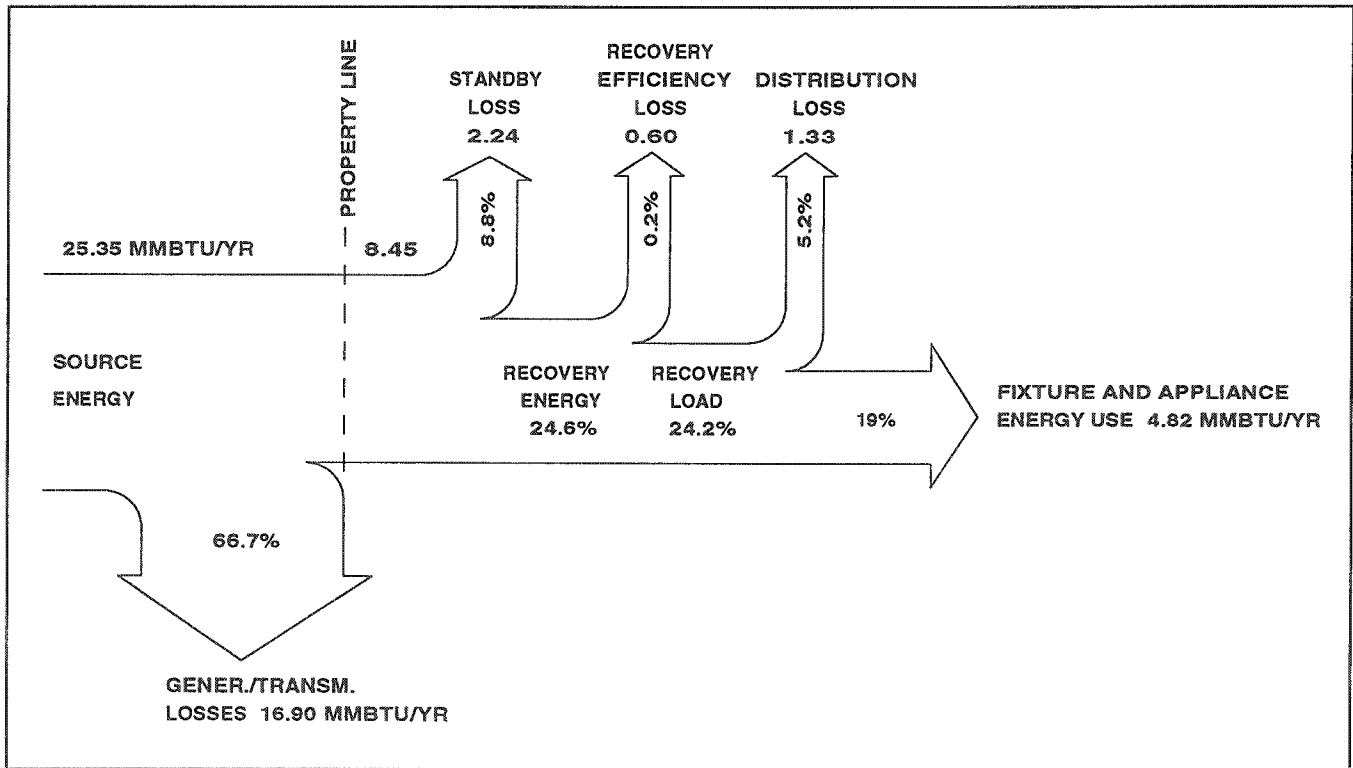 PROPERTY LINE
STANDBY
LOSS
2.24
RECOVERY
EFFICIENCY
LOSS
0.60
DISTRIBUTION
LOSS
1.33
8.8%
0.2%
5.2%
25.35 MMBTU/YR
8.45
SOURCE
ENERGY
RECOVERY
ENERGY
24.6%
RECOVERY
LOAD
24.2%
19%
FIXTURE AND APPLIANCE
ENERGY USE 4.82 MMBTU/YR
66.7%
GENER./TRANSM.
LOSSES 16.90 MMBTU/YR